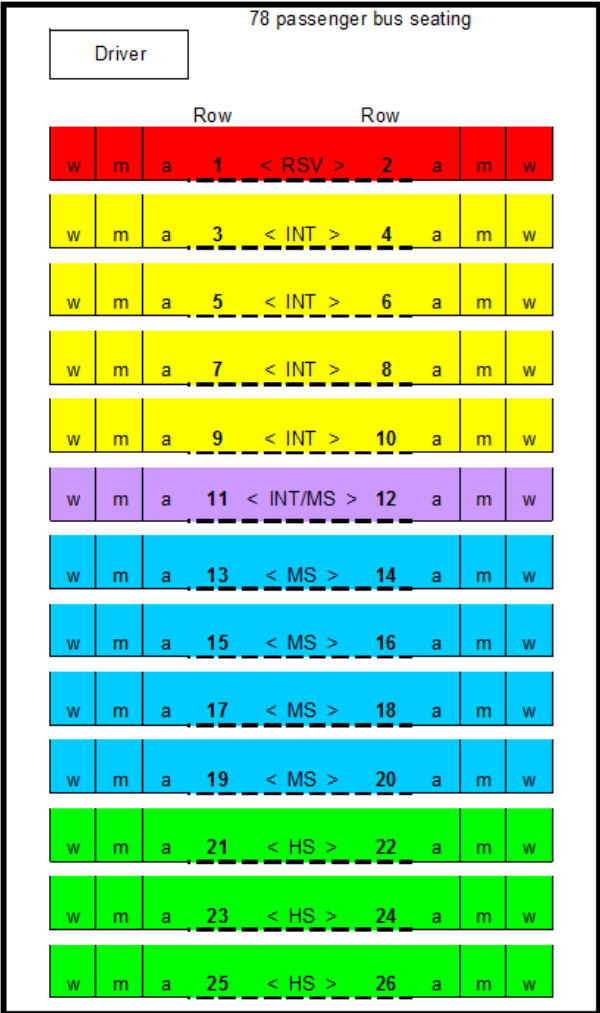 78 passenger bus seating
Driver
Row Row
w m a 1 < RSV > 2 a m w
w m a 3 < INT > 4 a m w
w m a 5 < INT > 6 a m w
w m a 7 < INT > 8 a m w
w m a 9 < INT > 10 a m w
w m a 11 < INT/MS > 12 a m w
w m a 13 < MS > 14 a m w
w m a 15 < MS > 16 a m w
w m a 17 < MS > 18 a m w
w m a 19 < MS > 20 a m w
w m a 21 < HS > 22 a m w
w m a 23 < HS > 24 a m w
w m a 25 < HS > 26 a m w